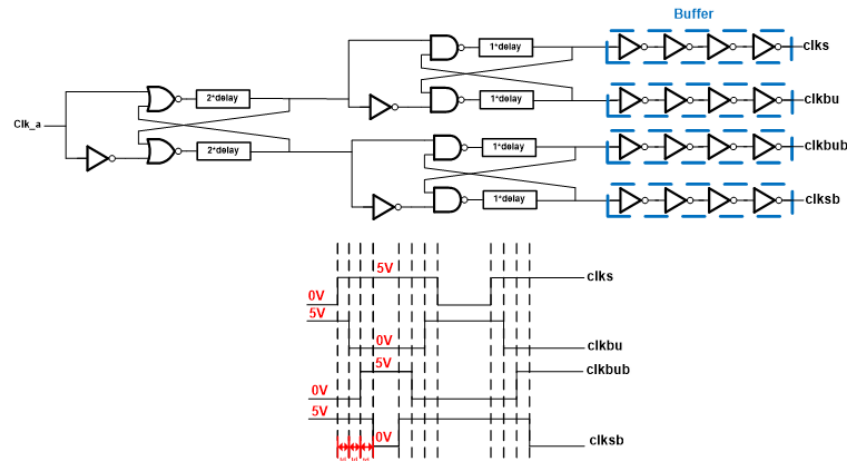 Buffer
clks
1*delay
2*delay
1*delay
clkbu
Clk_a
2*delay
1*delay
clkbub
1*delay
clksb
5V
clks
0V
5V
0V
clkbu
5V
clkbub
0V
5V
0V
clksb